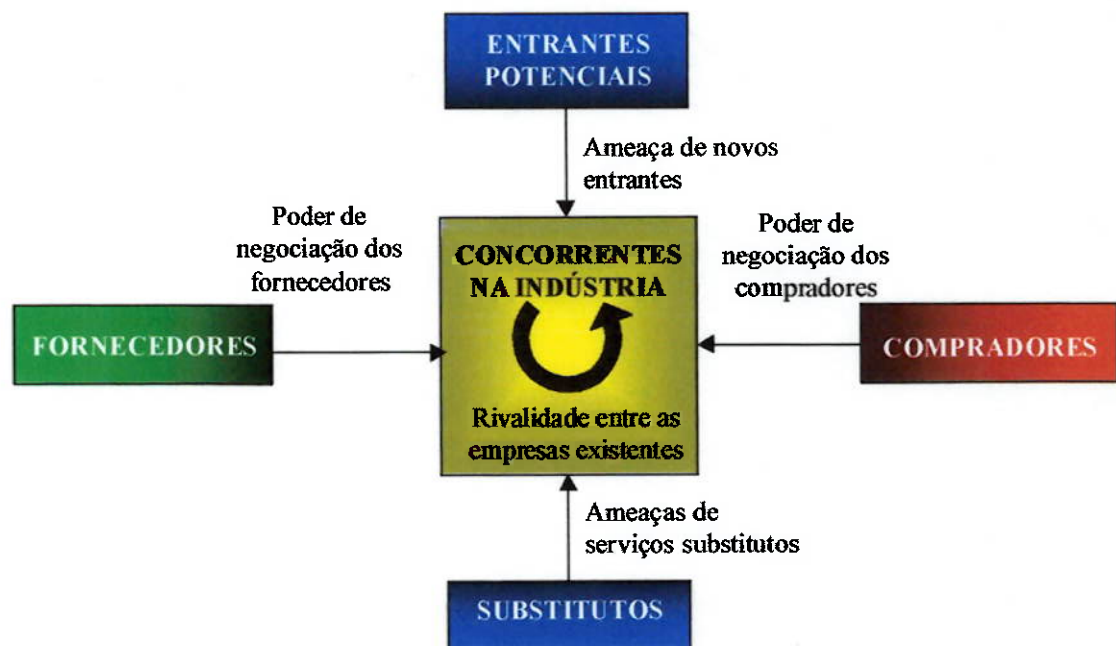 ENTRANTES
POTENCIAIS
Ameaça de novos
entrantes
Poder de
negociação dos
fornecedores
CONCORRENTES
NA INDÚSTRIA
Poder de
negociação dos
compradores
FORNECEDORES
COMPRADORES
Rivalidade entre as
empresas existentes
Ameaças de
serviços substitutos
SUBSTITUTOS